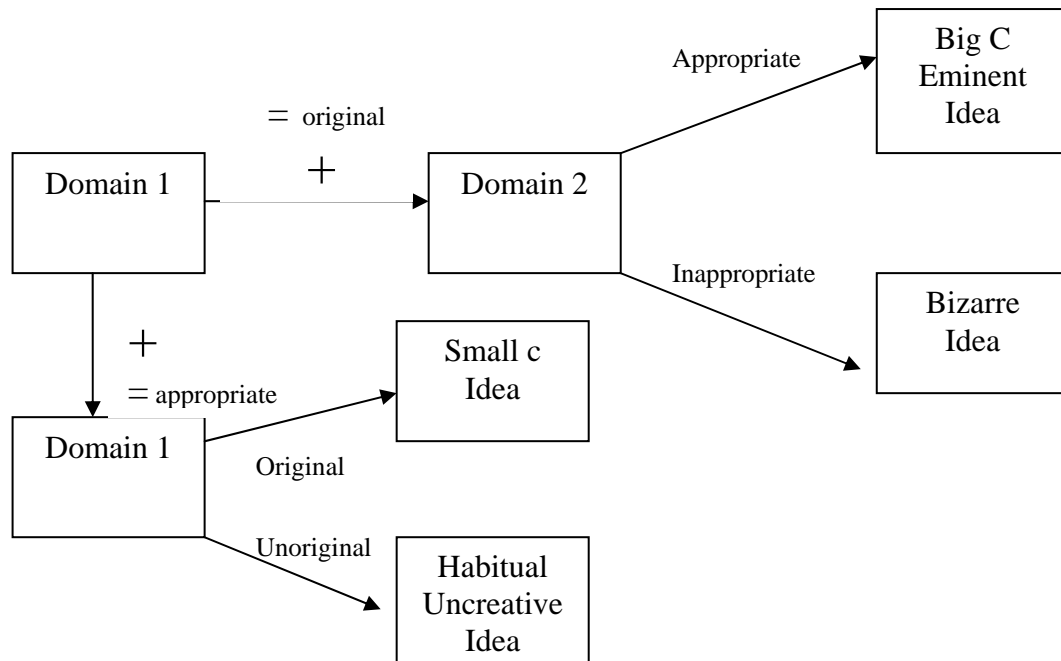 Big C
Eminent
Idea
Appropriate
= original
+
Domain 1
Domain 2
Inappropriate
Bizarre
Idea
+
= appropriate
Small c
Idea
Domain 1
Original
Unoriginal
Habitual
Uncreative
Idea